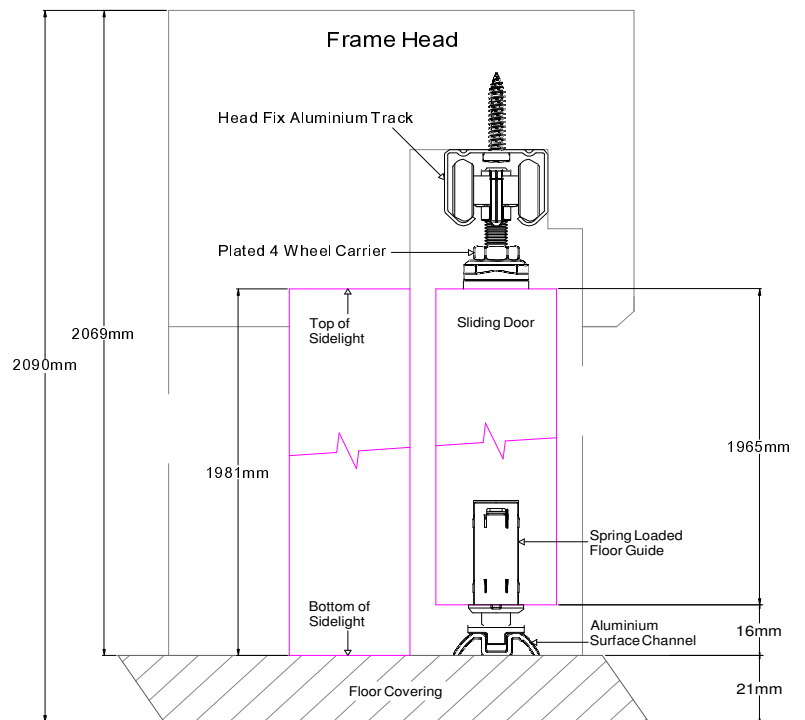 Frame Head
Head Fix Aluminium Track
Plated 4 Wheel Carrier
Top of
Sidelight
Sliding Door
2069mm
2090mm
1981mm
1965mm
Spring Loaded
Floor Guide
Bottom of
Sidelight
Aluminium
Surface Channel
16mm
21mm
Floor Covering